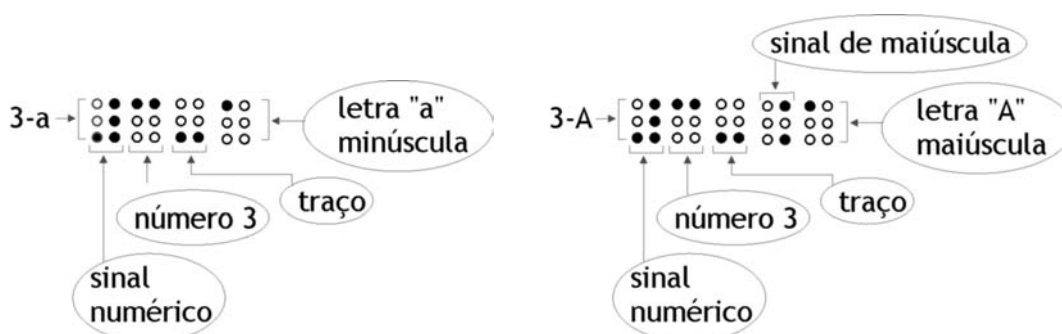 3-a
letra "a"
minúscula
traço
número 3
sinal
numérico
sinal de maiúscula
3-A
letra "A"
maiúscula
traço
número 3
sinal
numérico